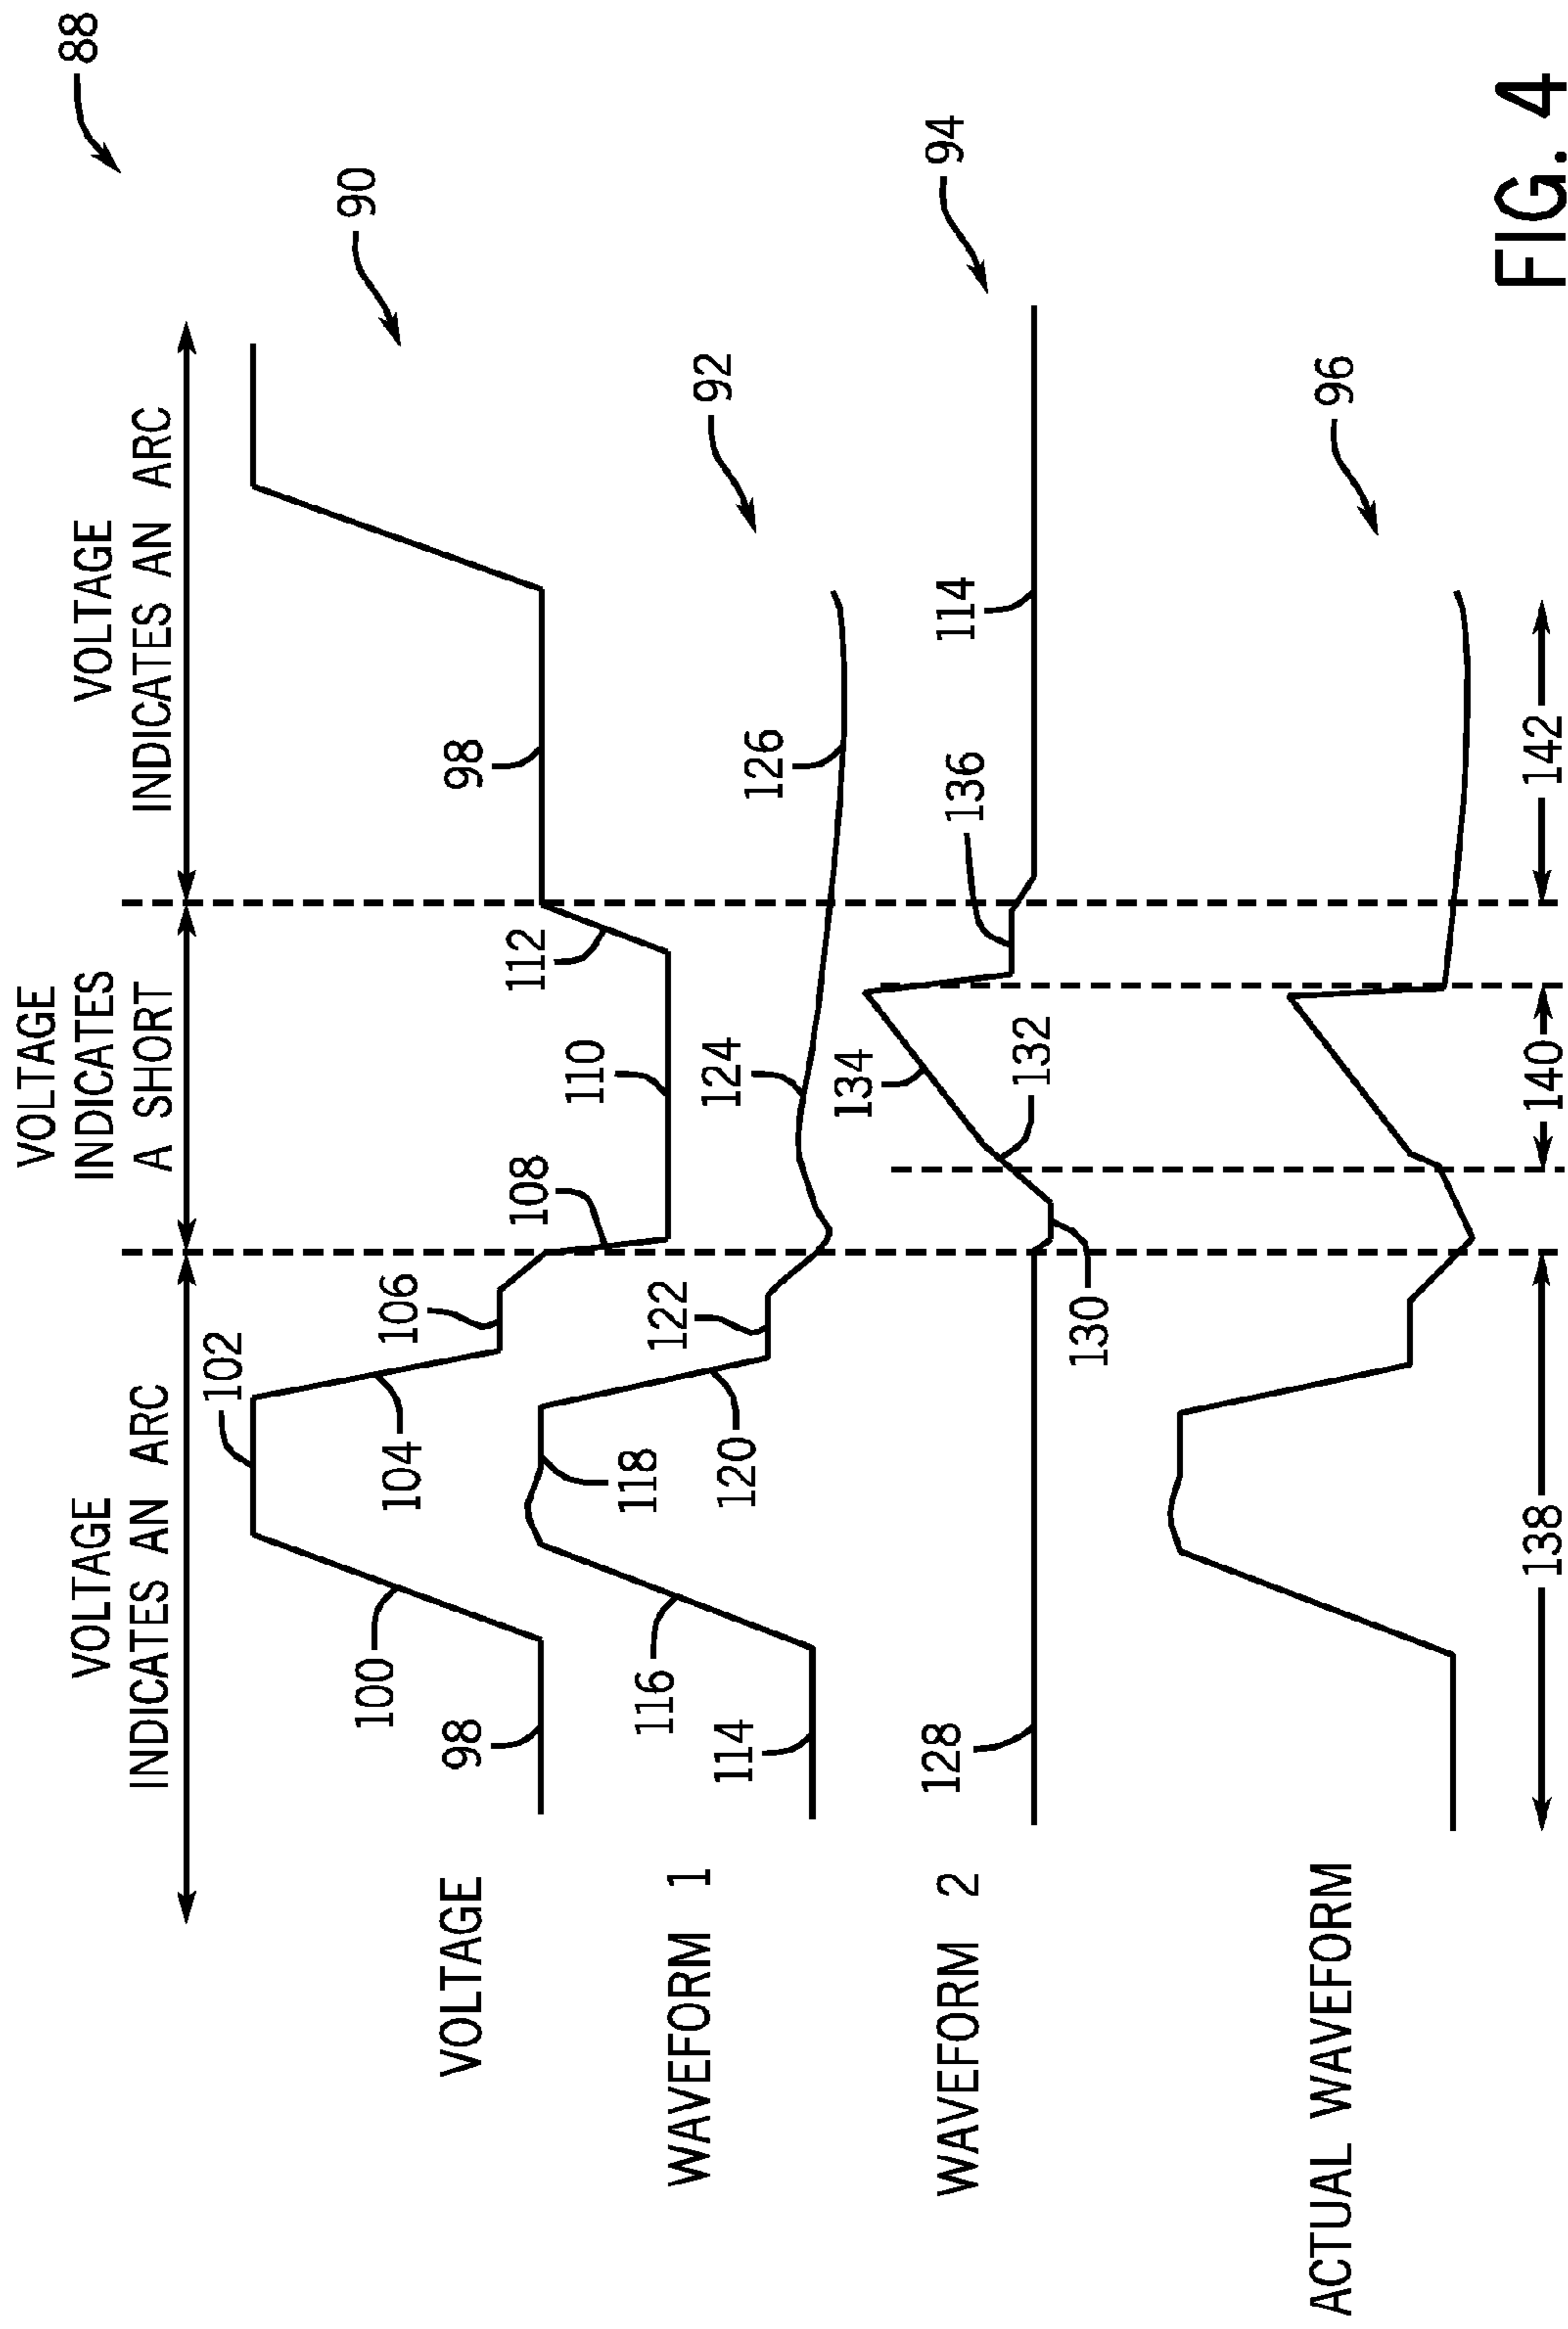 88
VOLTAGE
INDICATES AN ARC
VOLTAGE
INDICATES
A SHORT
VOLTAGE
INDICATES AN ARC
VOLTAGE
98
100
102
104
106
108
110
112
98
90
WAVEFORM 1
114
116
118
120
122
124
126
92
WAVEFORM 2
128
130
132
134
136
114
94
ACTUAL WAVEFORM
96
138
140
142
FIG. 4